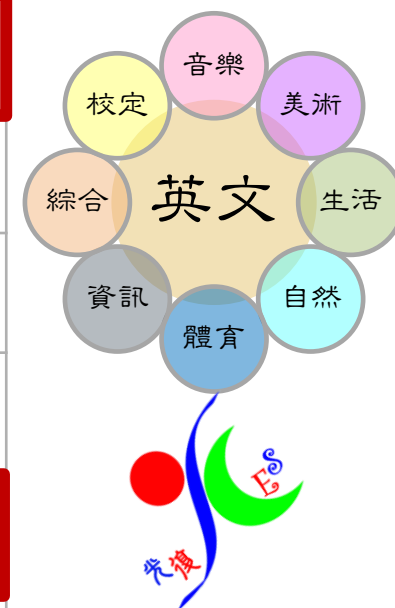 音樂
校定
美術
綜合
英文
生活
資訊
自然
體育
ES
光復